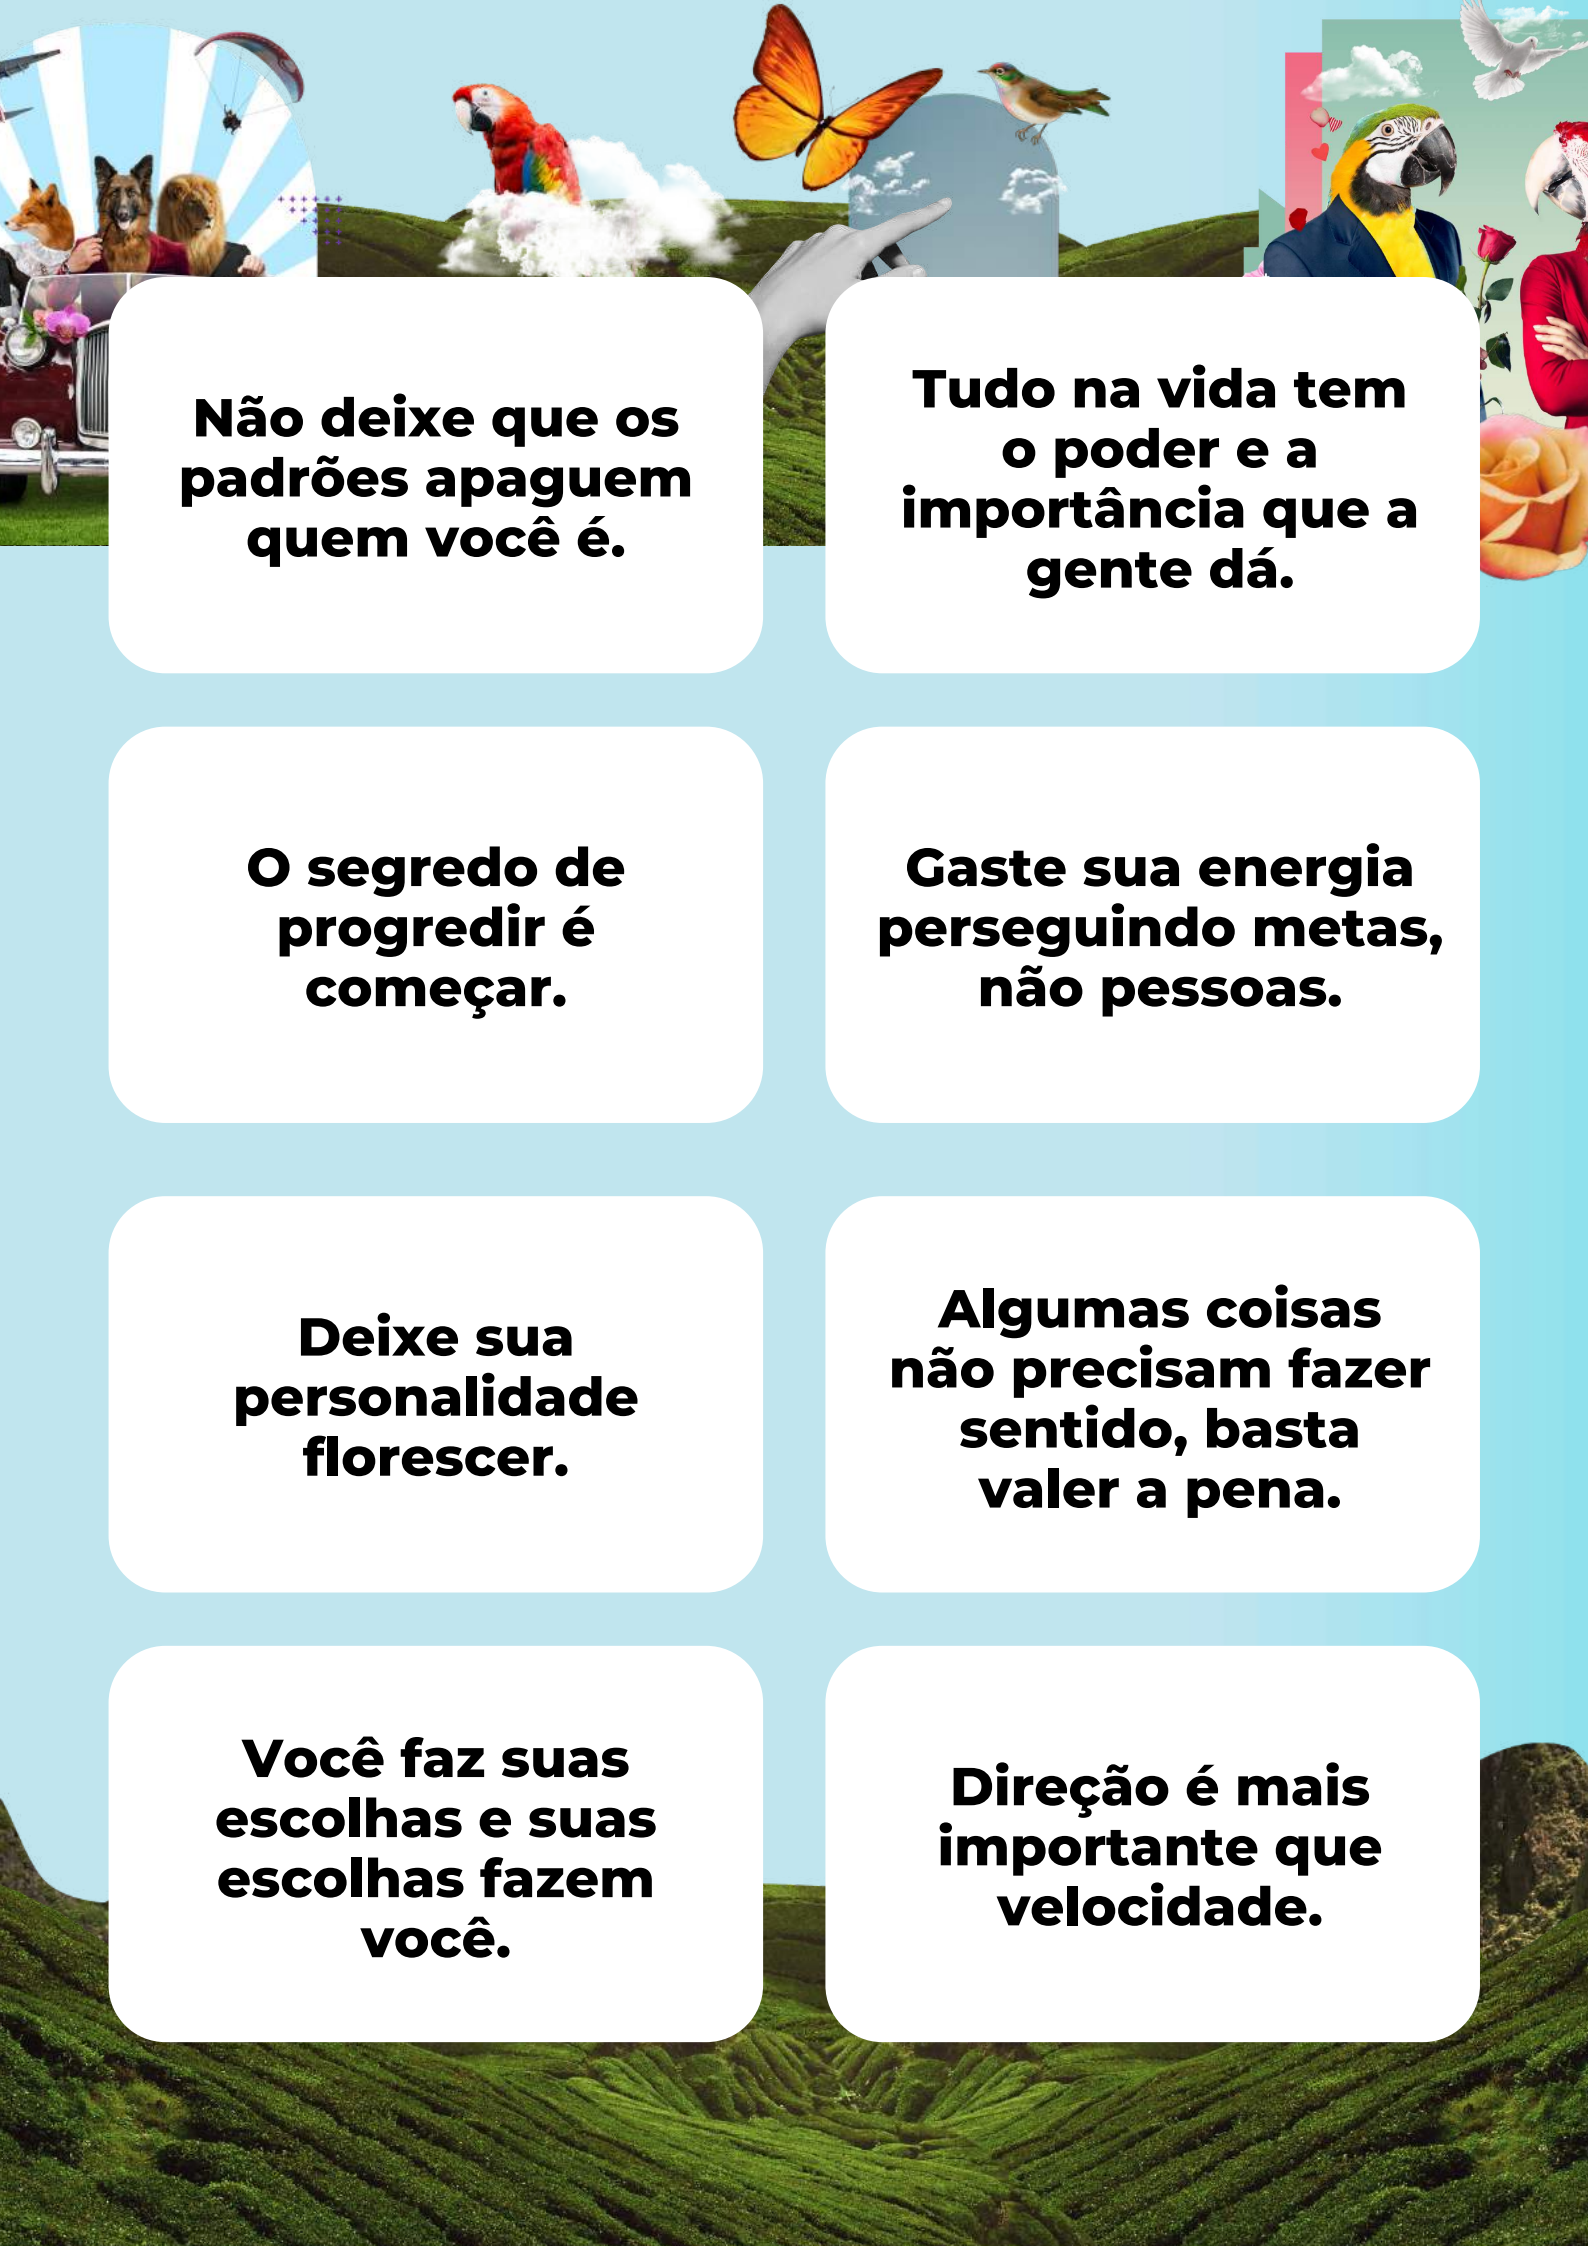 Não deixe que os
padrões apaguem
quem você é.
Tudo na vida tem
o poder e a
importância que a
gente dá.
O segredo de
progredir é
começar.
Gaste sua energia
perseguindo metas,
não pessoas.
Deixe sua
personalidade
florescer.
Algumas coisas
não precisam fazer
sentido, basta
valer a pena.
Você faz suas
escolhas e suas
escolhas fazem
você.
Direção é mais
importante que
velocidade.